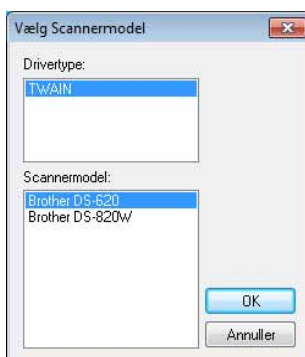 Vælg Scannermodel
Drivertype:
TWAIN
Scannermodel:
Brother DS-620
Brother DS-820W
OK
Annuller